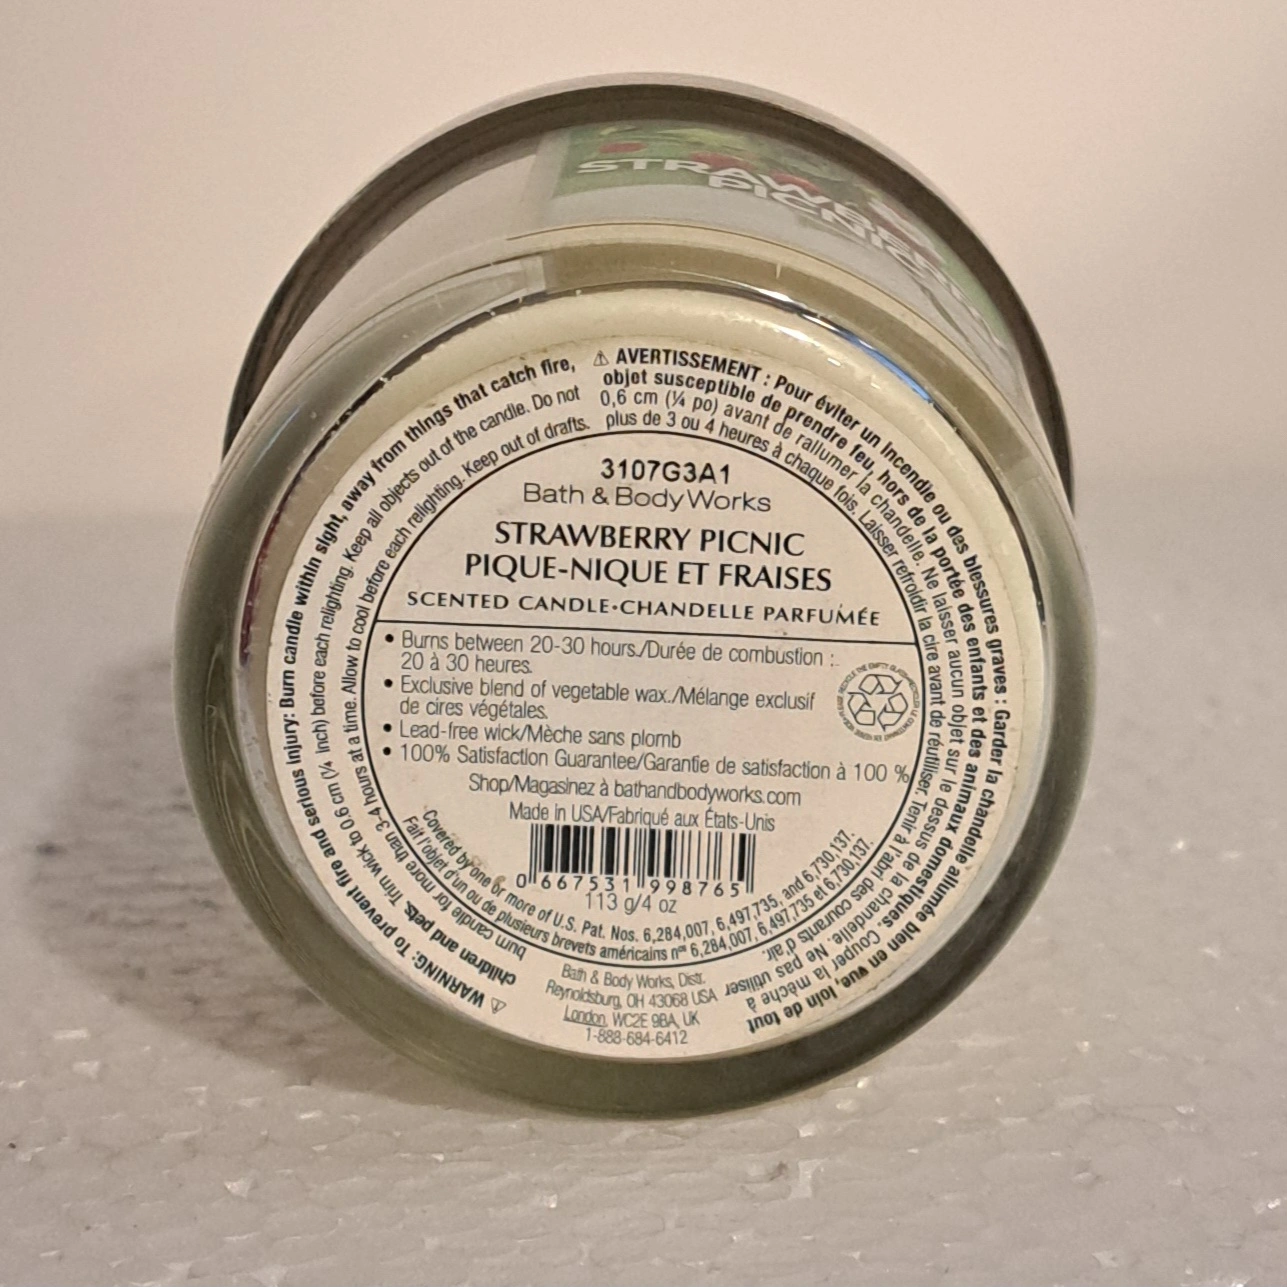 STRAWBE
PICNIC
⚠ WARNING: To prevent fire and serious injury: Burn candle within sight, away from things that catch fire,
children and pets. Trim wick to 0.6 cm (¼ inch) before each relighting. Keep all objects out of the candle. Do not
burn candle for more than 3-4 hours at a time. Allow to cool before each relighting. Keep out of drafts.
⚠ AVERTISSEMENT : Pour éviter un incendie ou des blessures graves : Garder la chandelle allumée bien en vue, loin de tout
objet susceptible de prendre feu, hors de la portée des enfants et des animaux domestiques. Couper la mèche à
0,6 cm (¼ po) avant de rallumer la chandelle. Ne laisser aucun objet sur le dessus de la chandelle. Ne pas utiliser
plus de 3 ou 4 heures à chaque fois. Laisser refroidir la cire avant de réutiliser. Tenir à l'abri des courants d'air.
3107G3A1
Bath & Body Works
STRAWBERRY PICNIC
PIQUE-NIQUE ET FRAISES
SCENTED CANDLE•CHANDELLE PARFUMÉE
• Burns between 20-30 hours./Durée de combustion :
20 à 30 heures.
• Exclusive blend of vegetable wax./Mélange exclusif
de cires végétales.
• Lead-free wick/Mèche sans plomb
• 100% Satisfaction Guarantee/Garantie de satisfaction à 100 %
Shop/Magasinez à bathandbodyworks.com
Made in USA/Fabriqué aux États-Unis
0 667531 998765
113 g/4 oz
Covered by one or more of U.S. Pat. Nos. 6,284,007, 6,497,735, and 6,730,137.
Fait l'objet d'un ou de plusieurs brevets américains nos 6,284,007, 6,497,735 et 6,730,137.
Bath & Body Works, Distr.
Reynoldsburg, OH 43068 USA
London, WC2E 9BA, UK
1-888-684-6412